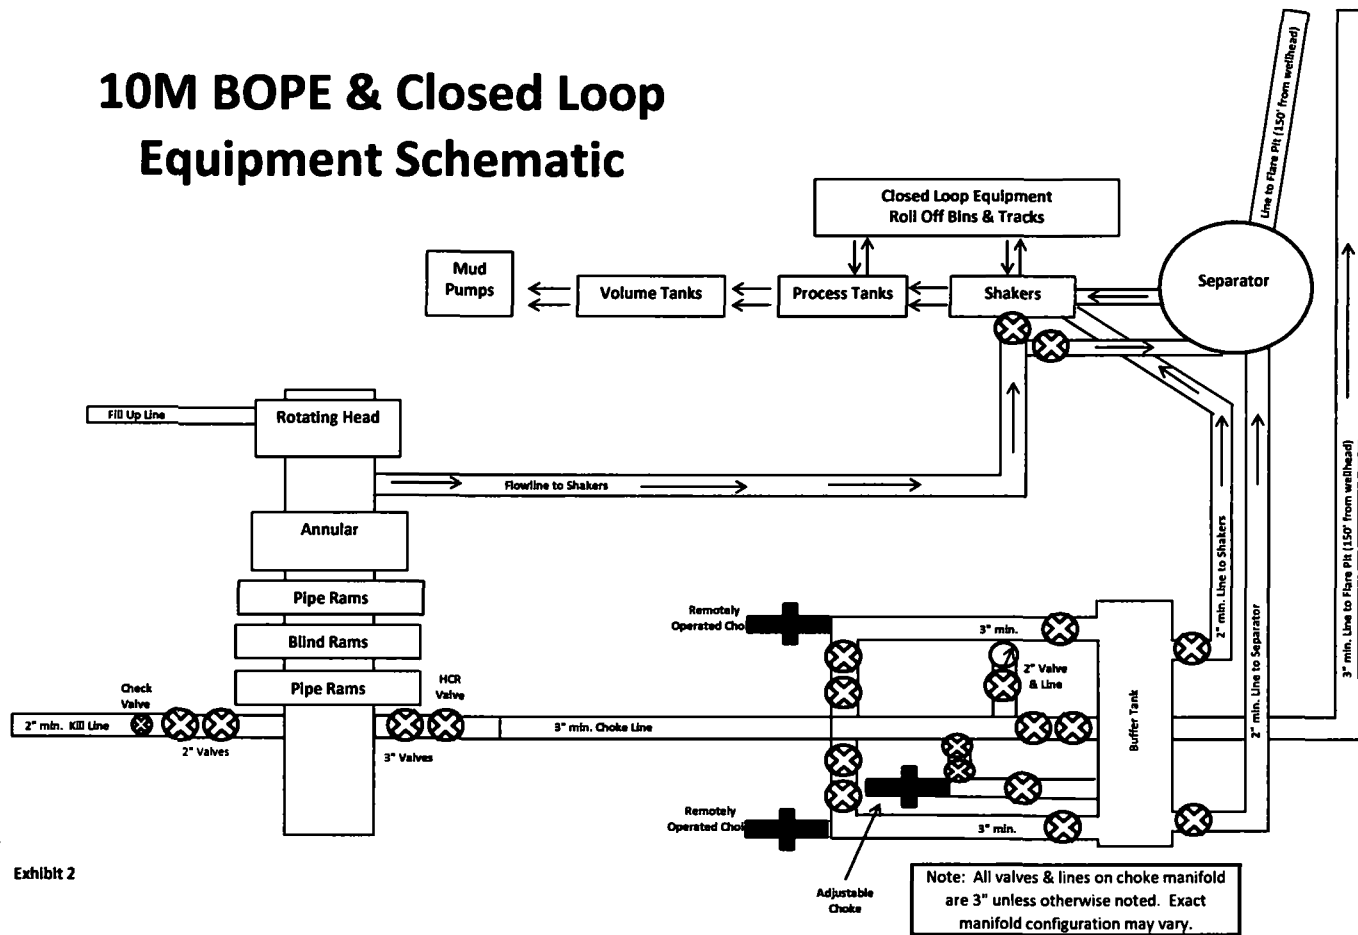 10M BOPE & Closed Loop
Equipment Schematic
Line to Flare Pit (150' from wellhead)
Closed Loop Equipment
Roll Off Bins & Tracks
Mud
Pumps
Volume Tanks
Process Tanks
Shakers
Separator
Fill Up Line
Rotating Head
Flowline to Shakers
Annular
Pipe Rams
Blind Rams
Pipe Rams
Check
Valve
HCR
Valve
2" min. Kill Line
2" Valves
3" Valves
3" min. Choke Line
Remotely
Operated Chok
3" min.
2" Valve
& Line
Buffer Tank
2" min. Line to Shakers
2" min. Line to Separator
3" min. Line to Flare Pit (150' from wellhead)
Remotely
Operated Chok
3" min.
Adjustable
Choke
Note: All valves & lines on choke manifold
are 3" unless otherwise noted. Exact
manifold configuration may vary.
Exhibit 2